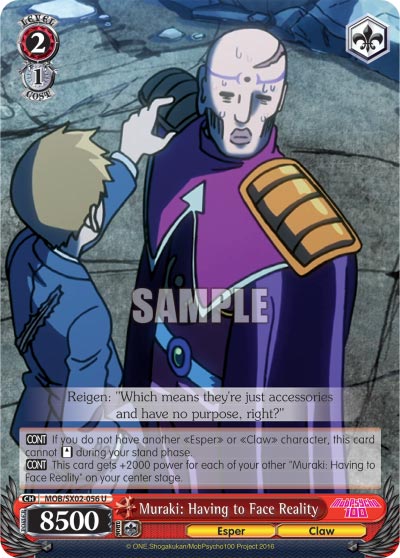 LEVEL
2
1
COST
SAMPLE
Reigen: "Which means they're just accessories
and have no purpose, right?"
CONT If you do not have another «Esper» or «Claw» character, this card
cannot during your stand phase.
CONT This card gets +2000 power for each of your other "Muraki: Having to
Face Reality" on your center stage.
CH MOB/SX02-056 U
POWER
8500
Muraki: Having to Face Reality
Mob Psycho
100
Esper
Claw
© ONE,Shogakukan/MobPsycho100 Project 2016